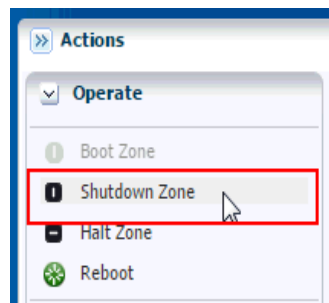 Actions
Operate
Boot Zone
Shutdown Zone
Halt Zone
Reboot